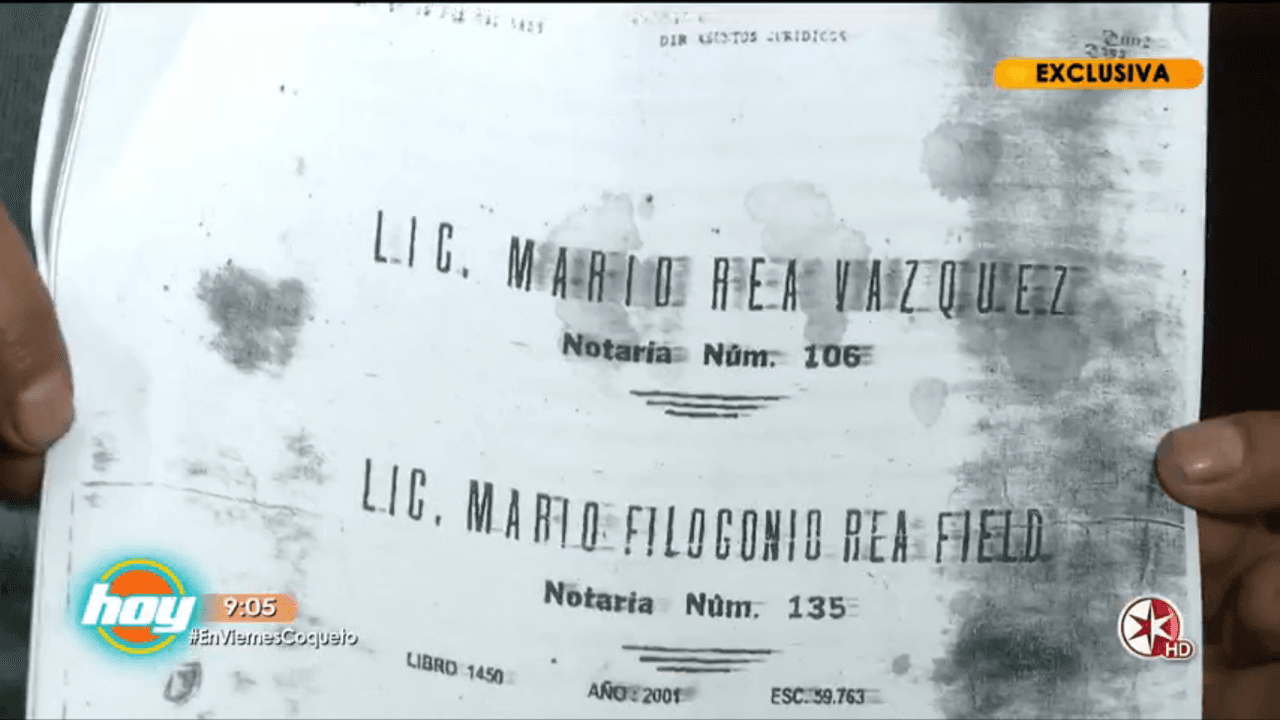 DIR ASUNTOS JURIDICOS
EXCLUSIVA
LIC. MARIO REA VAZQUEZ
Notaria Núm. 106
LIC. MARIO FILOGONIO REA FIELD
Notaria Núm. 135
hoy
9:05
#EnViernesCoqueto
HD
LIBRO 1450
AÑO : 2001
ESC. 59.763